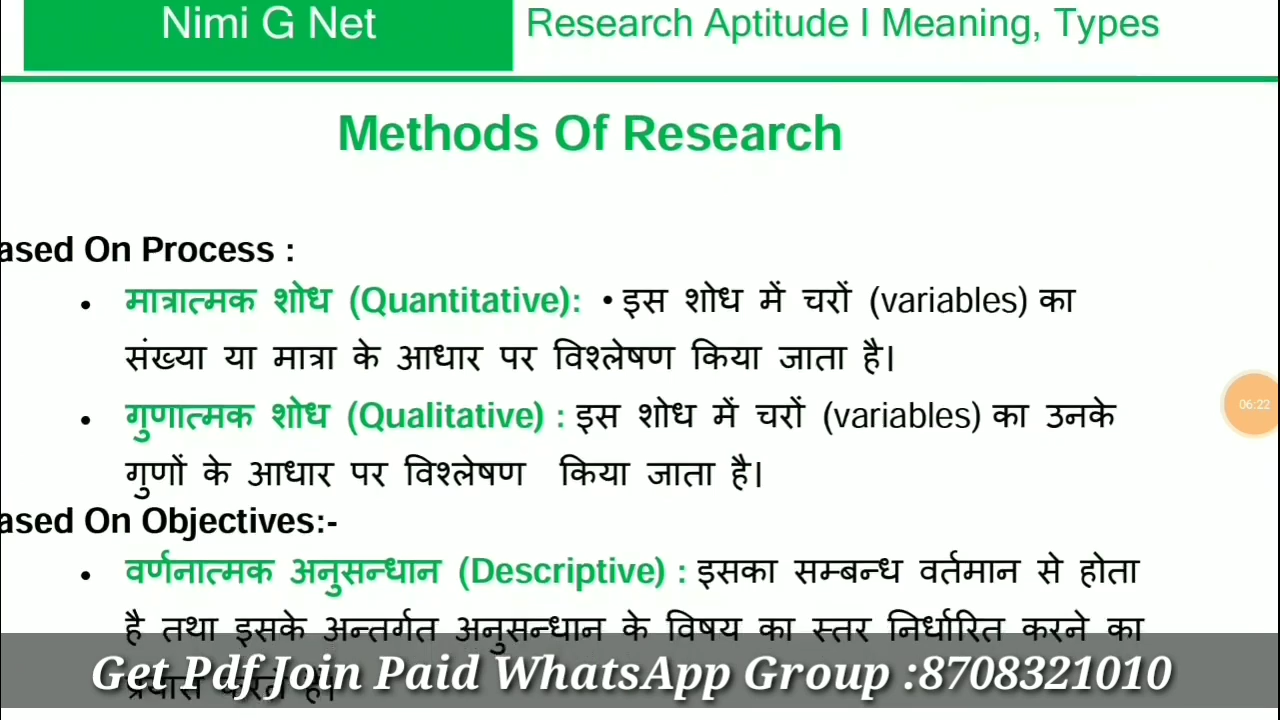 Nimi G Net
Research Aptitude I Meaning, Types
Methods Of Research
ased On Process :
• मात्रात्मक शोध (Quantitative): • इस शोध में चरों (variables) का
संख्या या मात्रा के आधार पर विश्लेषण किया जाता है।
• गुणात्मक शोध (Qualitative) : इस शोध में चरों (variables) का उनके
गुणों के आधार पर विश्लेषण किया जाता है।
ased On Objectives:-
• वर्णनात्मक अनुसन्धान (Descriptive) : इसका सम्बन्ध वर्तमान से होता
है तथा इसके अन्तर्गत अनुसन्धान के विषय का स्तर निर्धारित करने का
Get Pdf Join Paid WhatsApp Group :8708321010
06:22